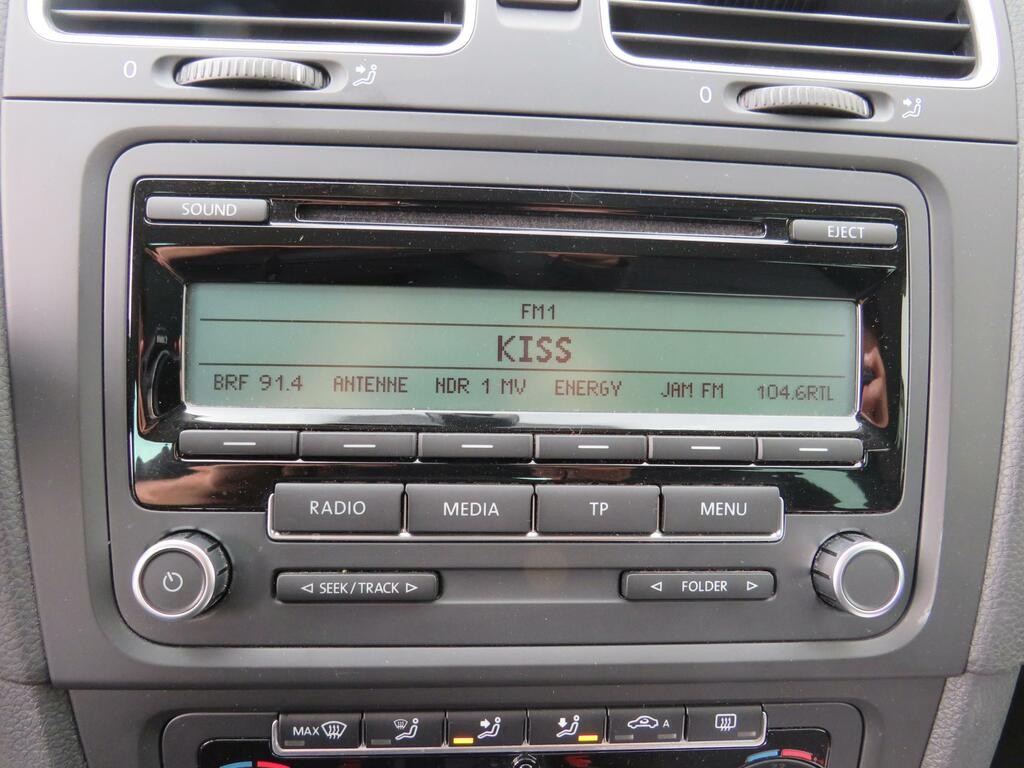 0
0
SOUND
EJECT
FM1
KISS
BRF 91.4 ANTENNE NDR 1 MV ENERGY JAM FM 104.6RTL
RADIO MEDIA TP MENU
SEEK/TRACK FOLDER
MAX A